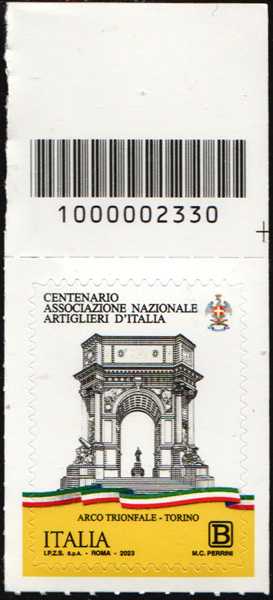 1000002330
CENTENARIO
ASSOCIAZIONE NAZIONALE
ARTIGLIERI D'ITALIA
ARCO TRIONFALE - TORINO
ITALIA
B
I.P.Z.S. S.p.A. - ROMA - 2023
M.C. PERRINI